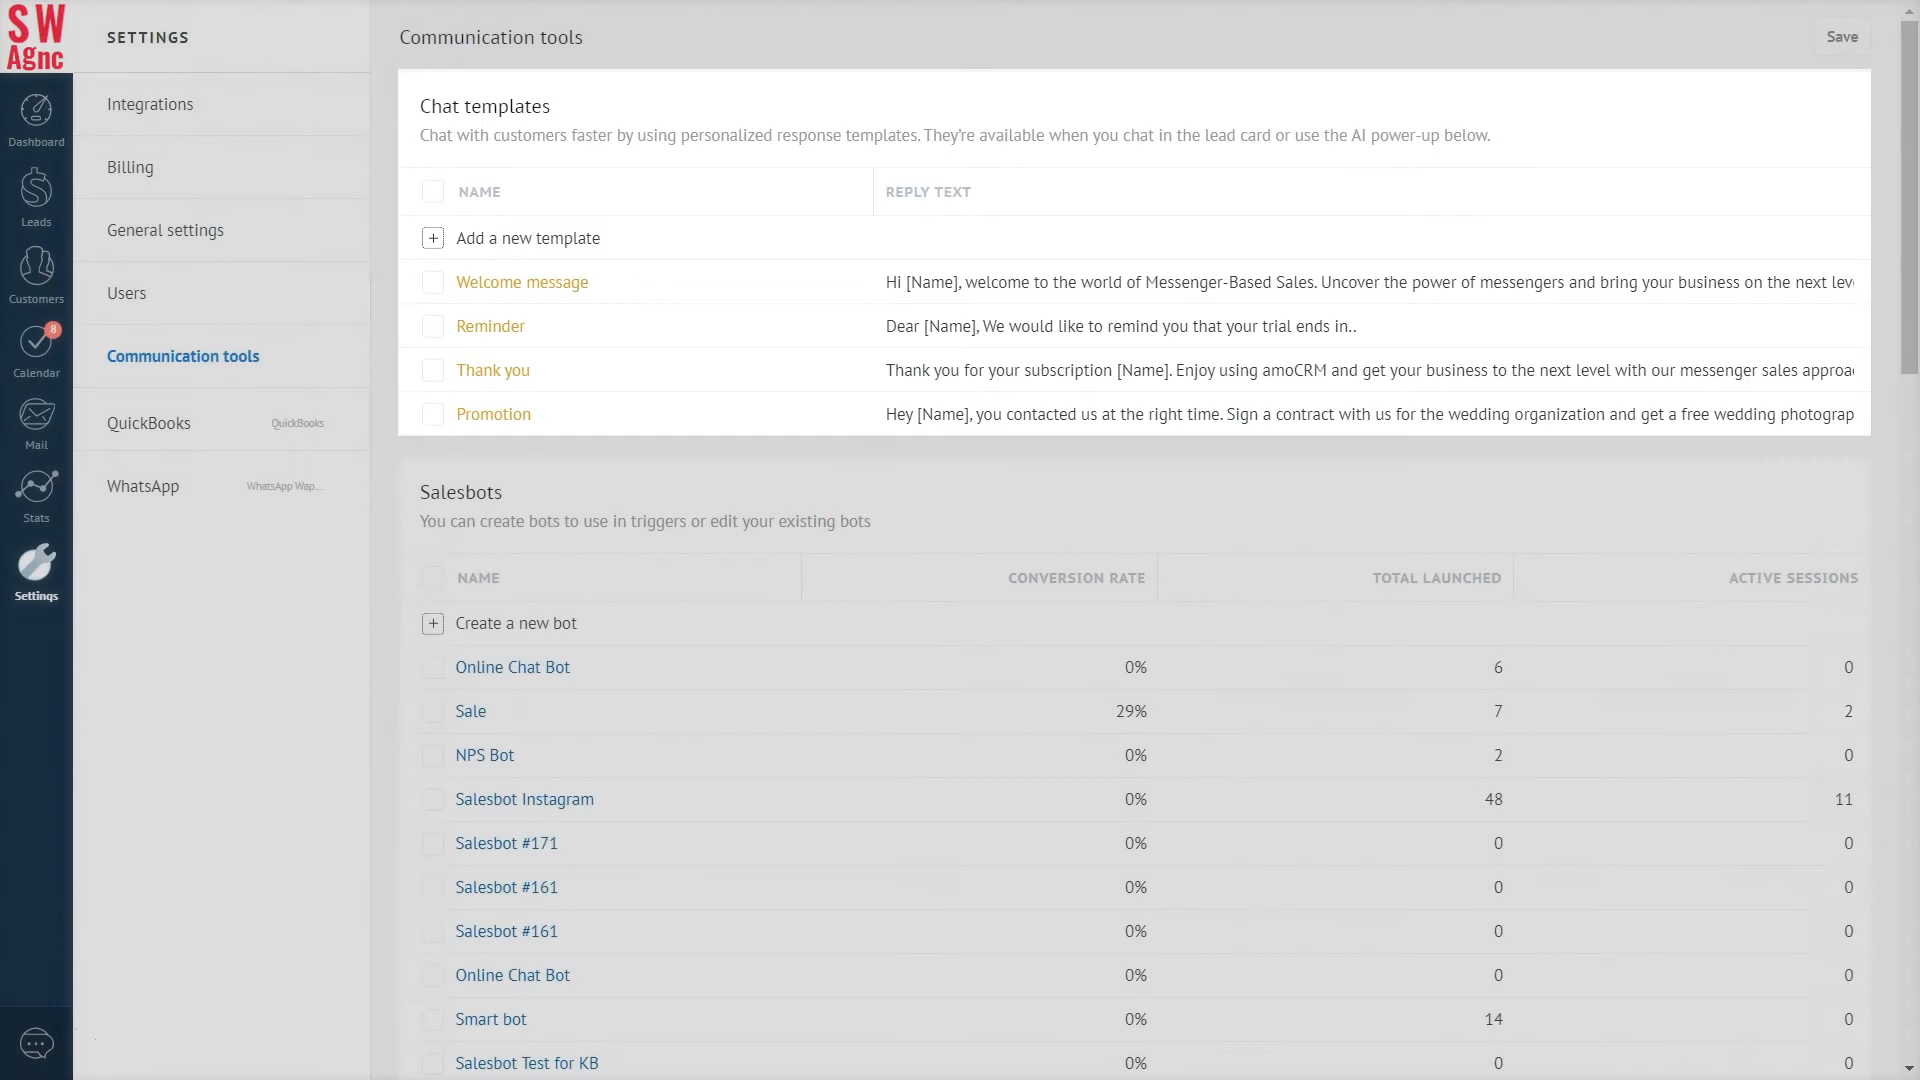 SW
Agnc
SETTINGS
Communication tools
Save
Dashboard
Leads
Customers
8
Calendar
Mail
Stats
Settings
Integrations
Billing
General settings
Users
Communication tools
QuickBooks QuickBooks
WhatsApp WhatsApp Wap...
Chat templates
Chat with customers faster by using personalized response templates. They're available when you chat in the lead card or use the AI power-up below.
NAME REPLY TEXT
Add a new template
Welcome message Hi [Name], welcome to the world of Messenger-Based Sales. Uncover the power of messengers and bring your business on the next lev
Reminder Dear [Name], We would like to remind you that your trial ends in..
Thank you Thank you for your subscription [Name]. Enjoy using amoCRM and get your business to the next level with our messenger sales approa
Promotion Hey [Name], you contacted us at the right time. Sign a contract with us for the wedding organization and get a free wedding photograp
Salesbots
You can create bots to use in triggers or edit your existing bots
NAME CONVERSION RATE TOTAL LAUNCHED ACTIVE SESSIONS
Create a new bot
Online Chat Bot 0% 6 0
Sale 29% 7 2
NPS Bot 0% 2 0
Salesbot Instagram 0% 48 11
Salesbot #171 0% 0 0
Salesbot #161 0% 0 0
Salesbot #161 0% 0 0
Online Chat Bot 0% 0 0
Smart bot 0% 14 0
Salesbot Test for KB 0% 0 0